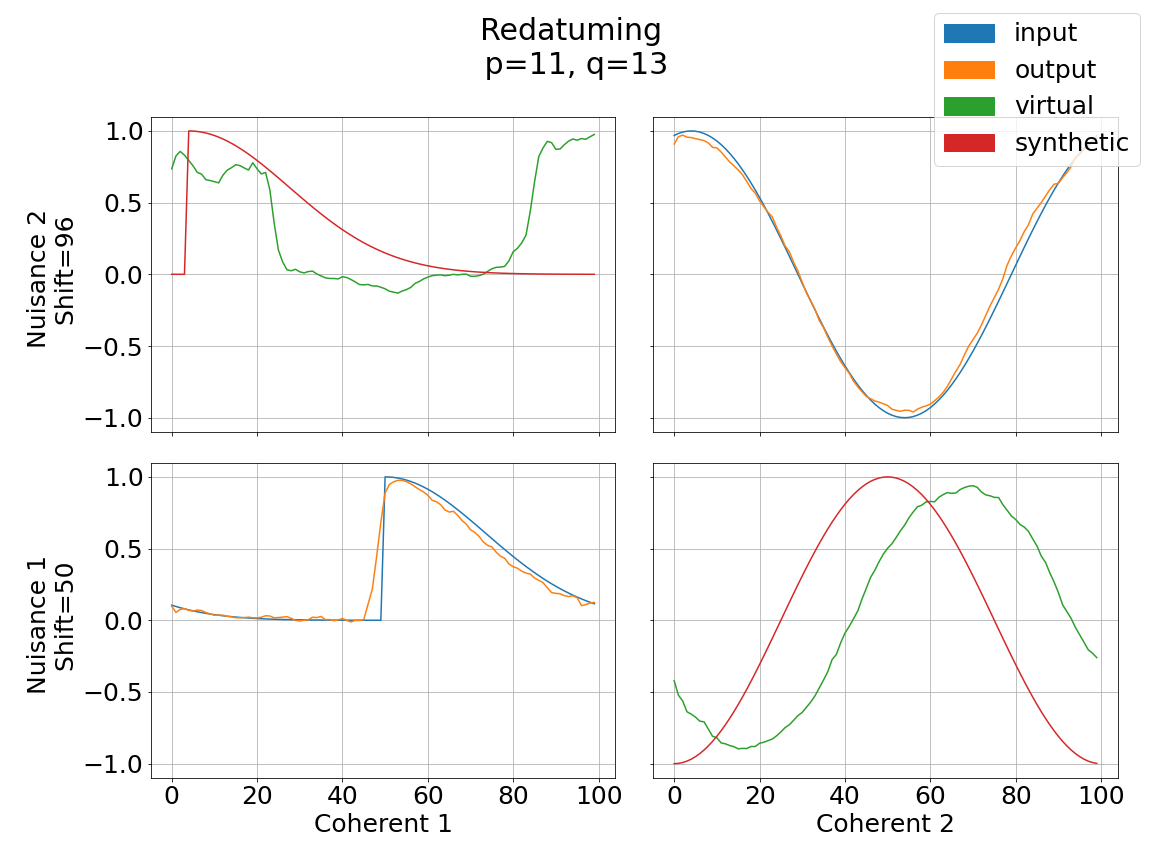 Redatuming
p=11, q=13
input
output
virtual
synthetic
Nuisance 2
Shift=96
1.0
0.5
0.0
−0.5
−1.0
Nuisance 1
Shift=50
1.0
0.5
0.0
−0.5
−1.0
0 20 40 60 80 100
Coherent 1
0 20 40 60 80 100
Coherent 2